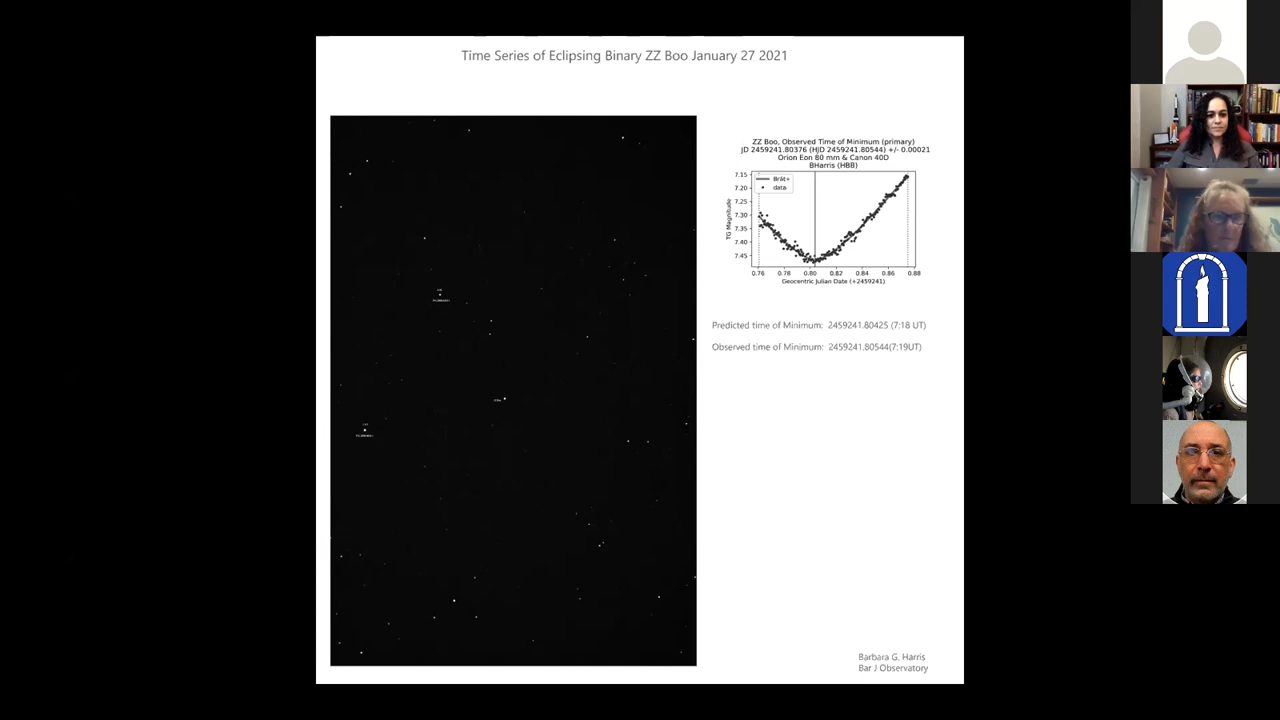 Time Series of Eclipsing Binary ZZ Boo January 27 2021
ZZ Boo, Observed Time of Minimum (primary)
JD 2459241.80376 (HJD 2459241.80544) +/- 0.00021
Orion Eon 80 mm & Canon 40D
BHarris (HBB)
7.15
7.20
7.25
7.30
7.35
7.40
7.45
TG Magnitude
Brát+
data
0.76 0.78 0.80 0.82 0.84 0.86 0.88
Geocentric Julian Date (+2459241)
Predicted time of Minimum: 2459241.80425 (7:18 UT)
Observed time of Minimum: 2459241.80544(7:19UT)
Barbara G. Harris
Bar J Observatory